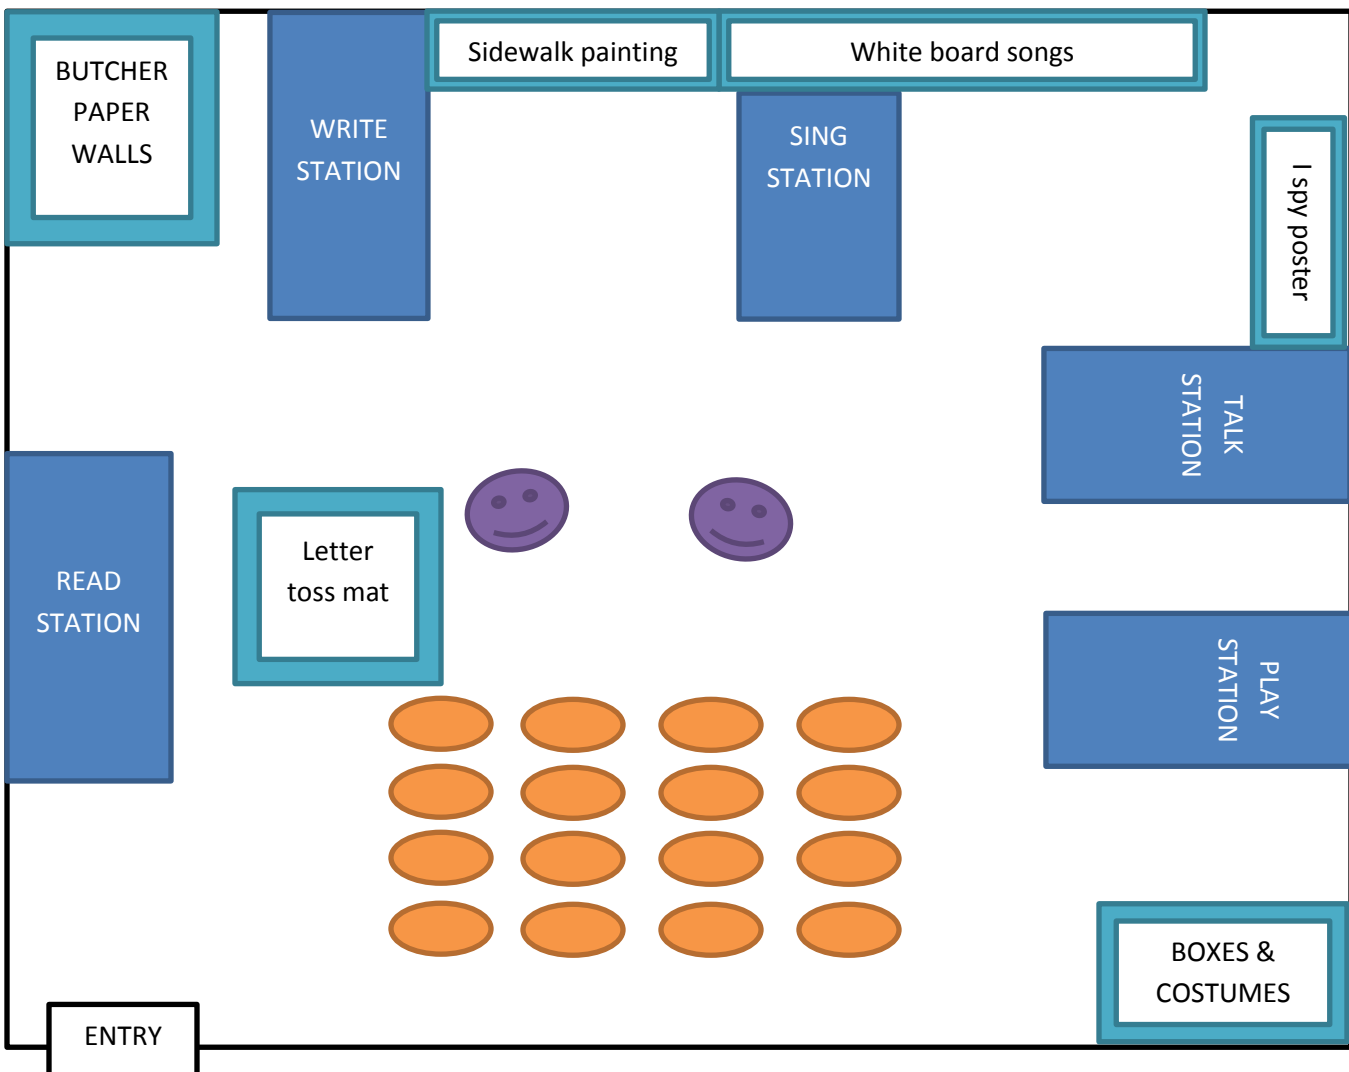 BUTCHER
PAPER
WALLS
WRITE
STATION
Sidewalk painting
White board songs
SING
STATION
I spy poster
TALK
STATION
READ
STATION
Letter
toss mat
PLAY
STATION
BOXES &
COSTUMES
ENTRY